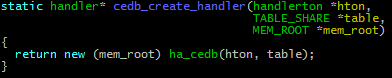 static handler* cedb_create_handler(handlerton *hton,
                                    TABLE_SHARE *table,
                                    MEM_ROOT *mem_root)
{
  return new (mem_root) ha_cedb(hton, table);
}